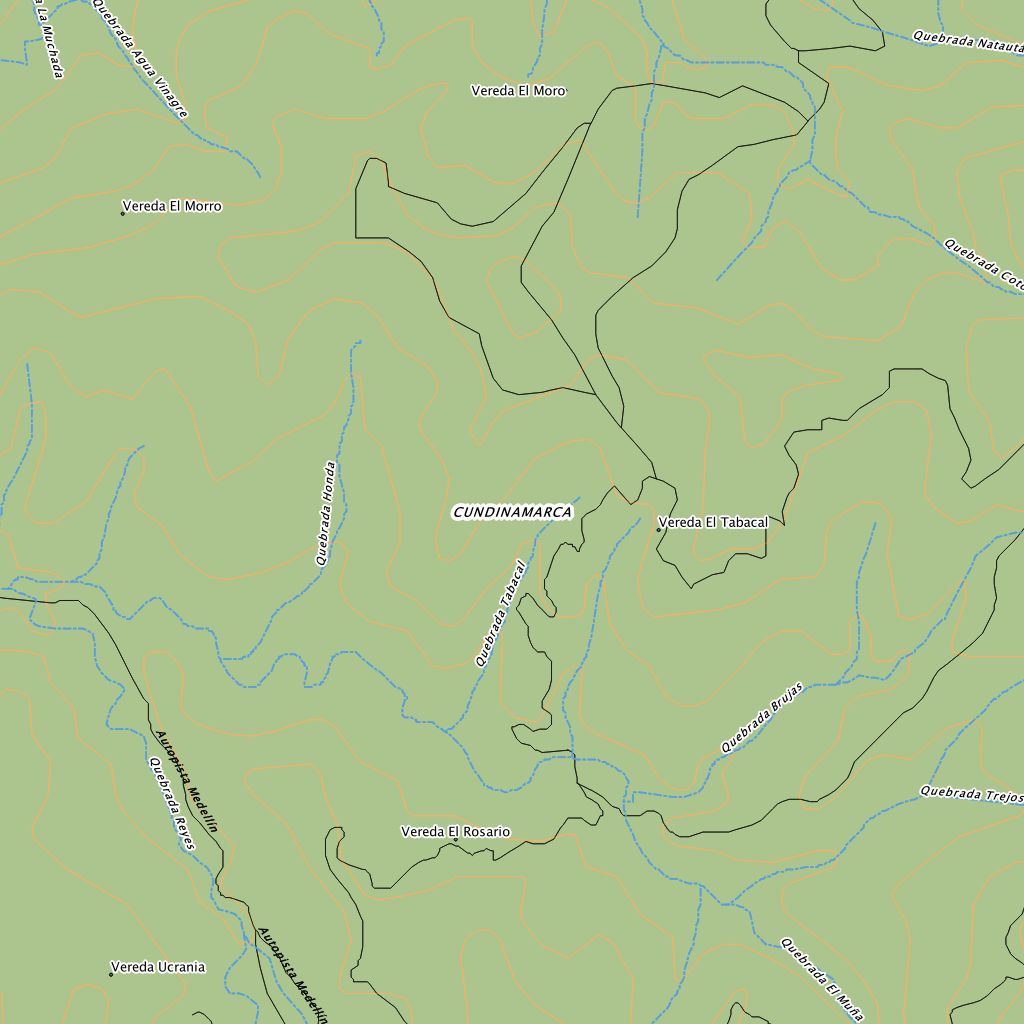 a La Muchada
Quebrada Agua Vinagre
Quebrada Natauta
Vereda El Moro
Vereda El Morro
Quebrada Coto
Quebrada Honda
CUNDINAMARCA
Vereda El Tabacal
Quebrada Tabacal
Quebrada Brujas
Autopista Medellín
Quebrada Reyes
Quebrada Trejos
Vereda El Rosario
Autopista Medellín
Quebrada El Muña
Vereda Ucrania